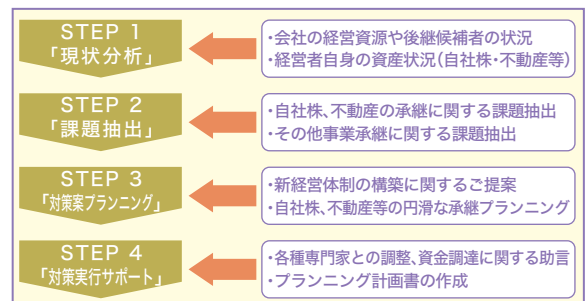 STEP 1
「現状分析」
・会社の経営資源や後継候補者の状況
・経営者自身の資産状況(自社株・不動産等)
STEP 2
「課題抽出」
・自社株、不動産の承継に関する課題抽出
・その他事業承継に関する課題抽出
STEP 3
「対策案プランニング」
・新経営体制の構築に関するご提案
・自社株、不動産等の円滑な承継プランニング
STEP 4
「対策実行サポート」
・各種専門家との調整、資金調達に関する助言
・プランニング計画書の作成